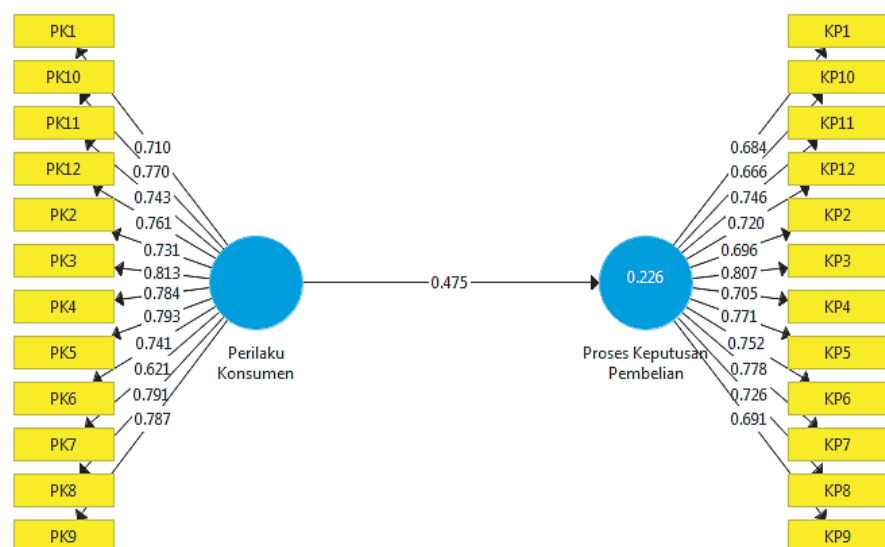 PK1
PK10
PK11
PK12
PK2
PK3
PK4
PK5
PK6
PK7
PK8
PK9
0.710
0.770
0.743
0.761
0.731
0.813
0.784
0.793
0.741
0.621
0.791
0.787
Perilaku
Konsumen
0.475
0.226
Proses Keputusan
Pembelian
0.684
0.666
0.746
0.720
0.696
0.807
0.705
0.771
0.752
0.778
0.726
0.691
KP1
KP10
KP11
KP12
KP2
KP3
KP4
KP5
KP6
KP7
KP8
KP9